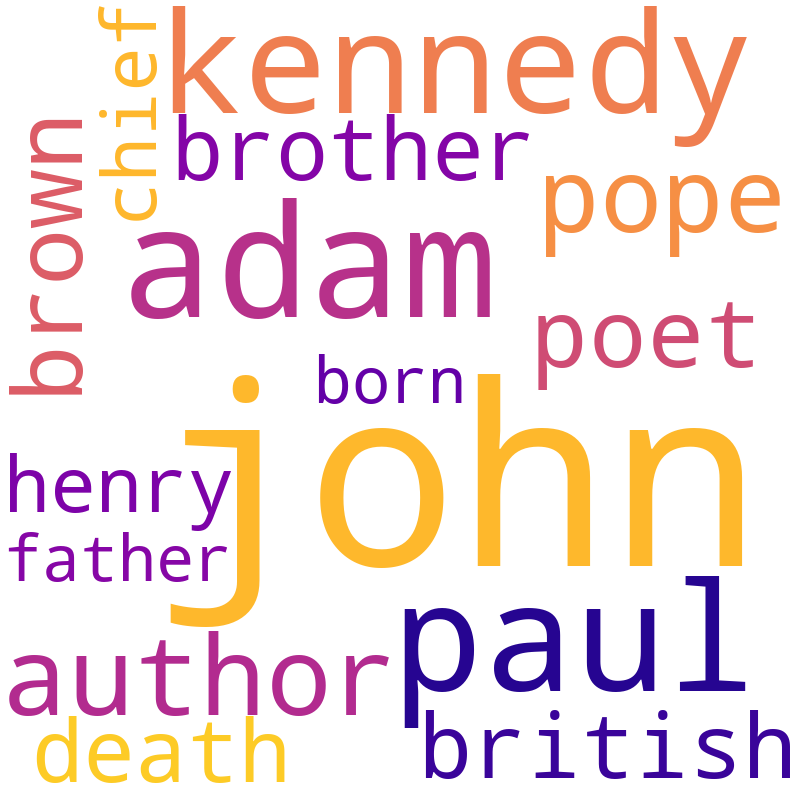 chief
kennedy
brown
brother
pope
adam
poet
born
john
henry
father
paul
author
death
british